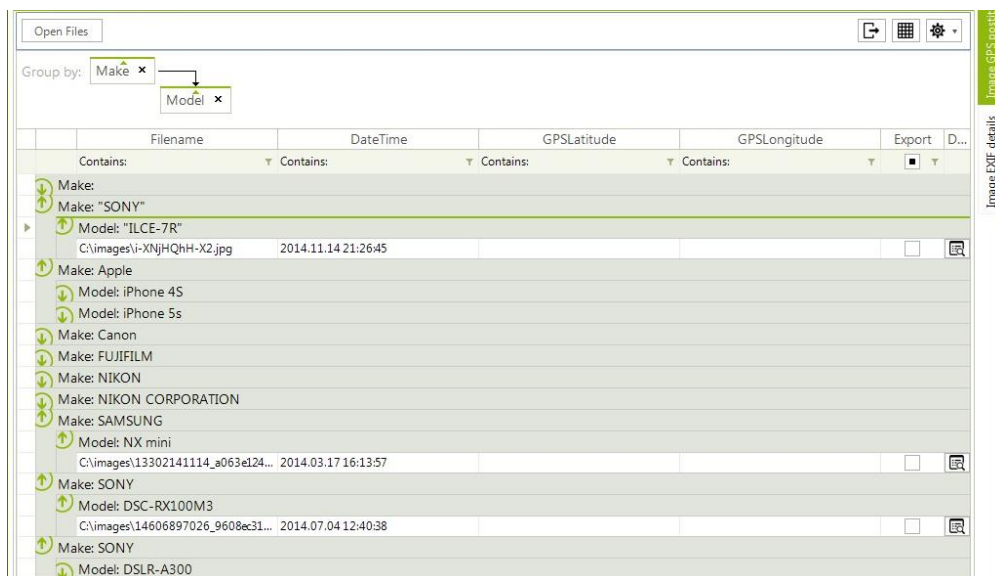 Open Files
Group by: Make ×
Model ×
Filename DateTime GPSLatitude GPSLongitude Export D...
Contains: Contains: Contains: Contains:
Make:
Make: "SONY"
Model: "ILCE-7R"
C:\images\i-XNjHQhH-X2.jpg 2014.11.14 21:26:45
Make: Apple
Model: iPhone 4S
Model: iPhone 5s
Make: Canon
Make: FUJIFILM
Make: NIKON
Make: NIKON CORPORATION
Make: SAMSUNG
Model: NX mini
C:\images\13302141114_a063e124... 2014.03.17 16:13:57
Make: SONY
Model: DSC-RX100M3
C:\images\14606897026_9608ec31... 2014.07.04 12:40:38
Make: SONY
Model: DSLR-A300
Image GPS
Image EXIF details